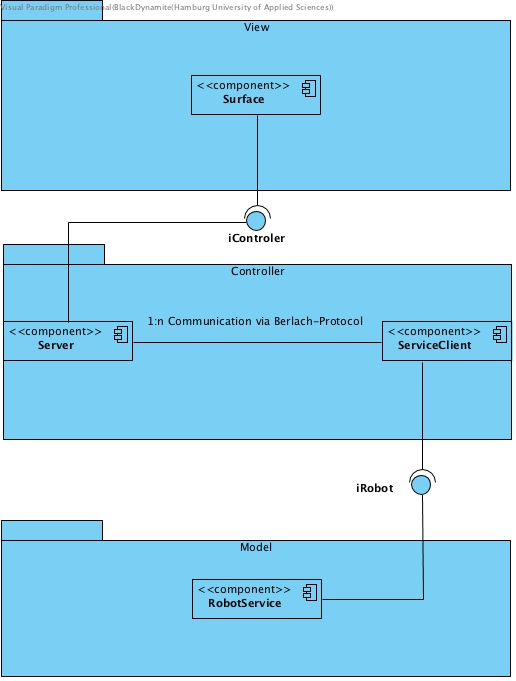 Visual Paradigm Professional(BlackDynamite(Hamburg University of Applied Sciences))
View
<<component>>
Surface
iControler
Controller
1:n Communication via Berlach-Protocol
<<component>>
Server
<<component>>
ServiceClient
iRobot
Model
<<component>>
RobotService